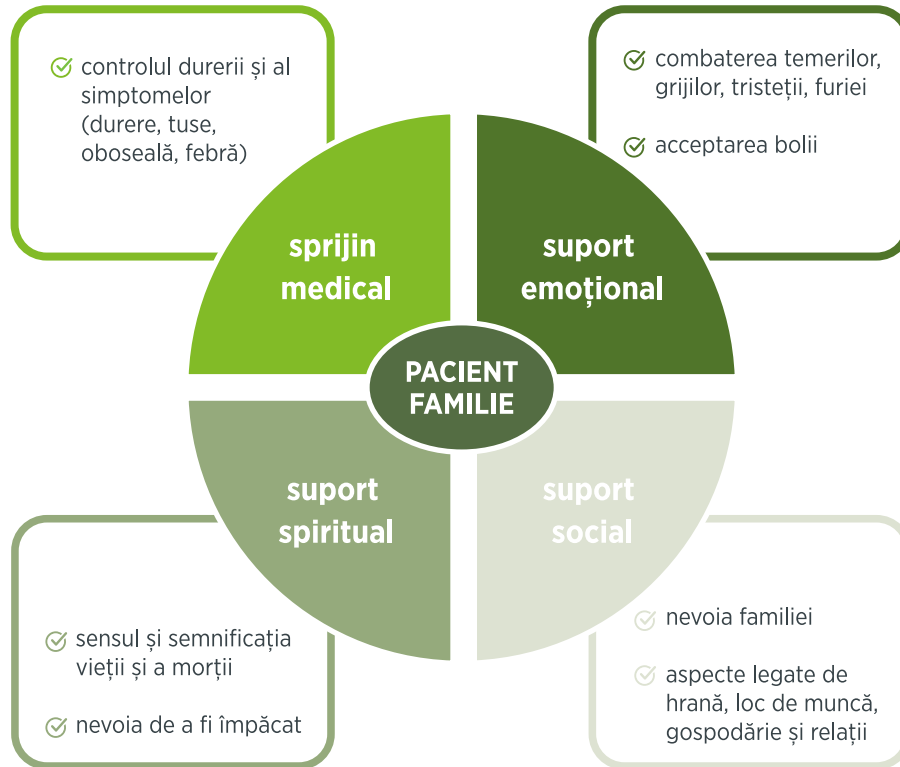 controlul durerii și al
simptomelor
(durere, tuse,
oboseală, febră)
combaterea temerilor,
grijilor, tristeții, furiei
acceptarea bolii
sprijin
medical
suport
emoțional
PACIENT
FAMILIE
suport
spiritual
suport
social
sensul și semnificația
vieții și a morții
nevoia de a fi împăcat
nevoia familiei
aspecte legate de
hrană, loc de muncă,
gospodărie și relații